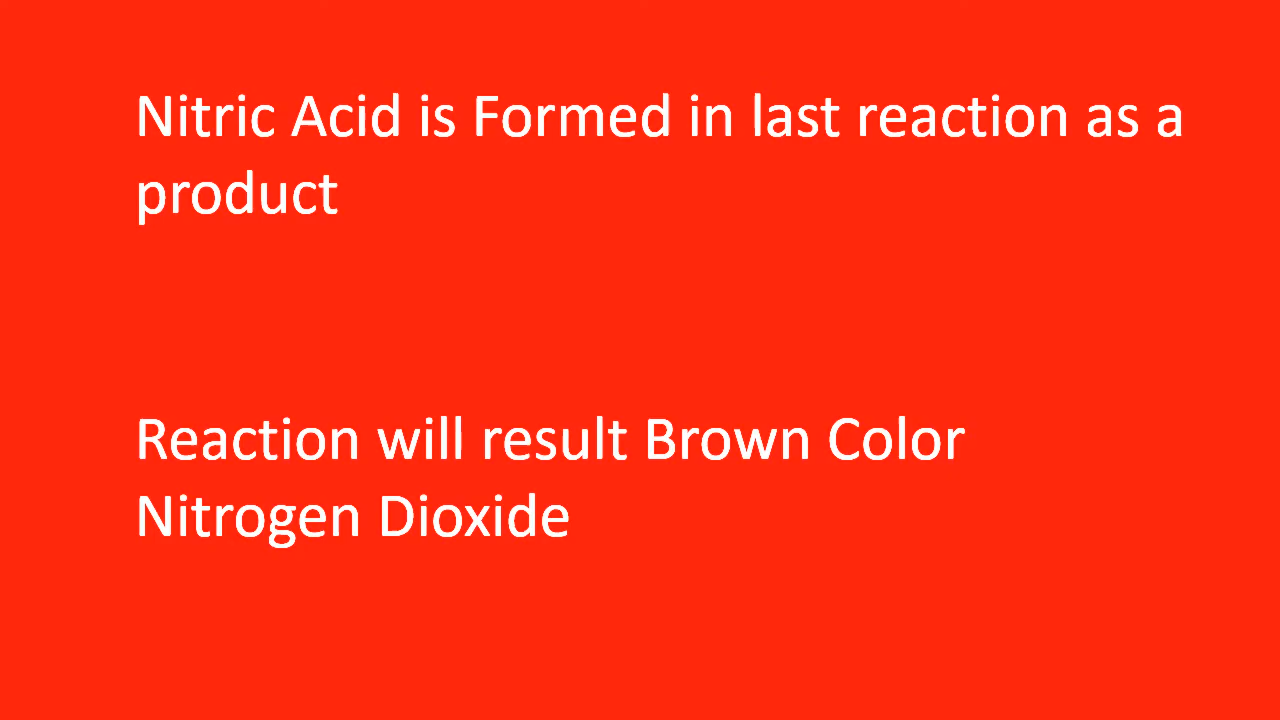 Nitric Acid is Formed in last reaction as a
product
Reaction will result Brown Color
Nitrogen Dioxide